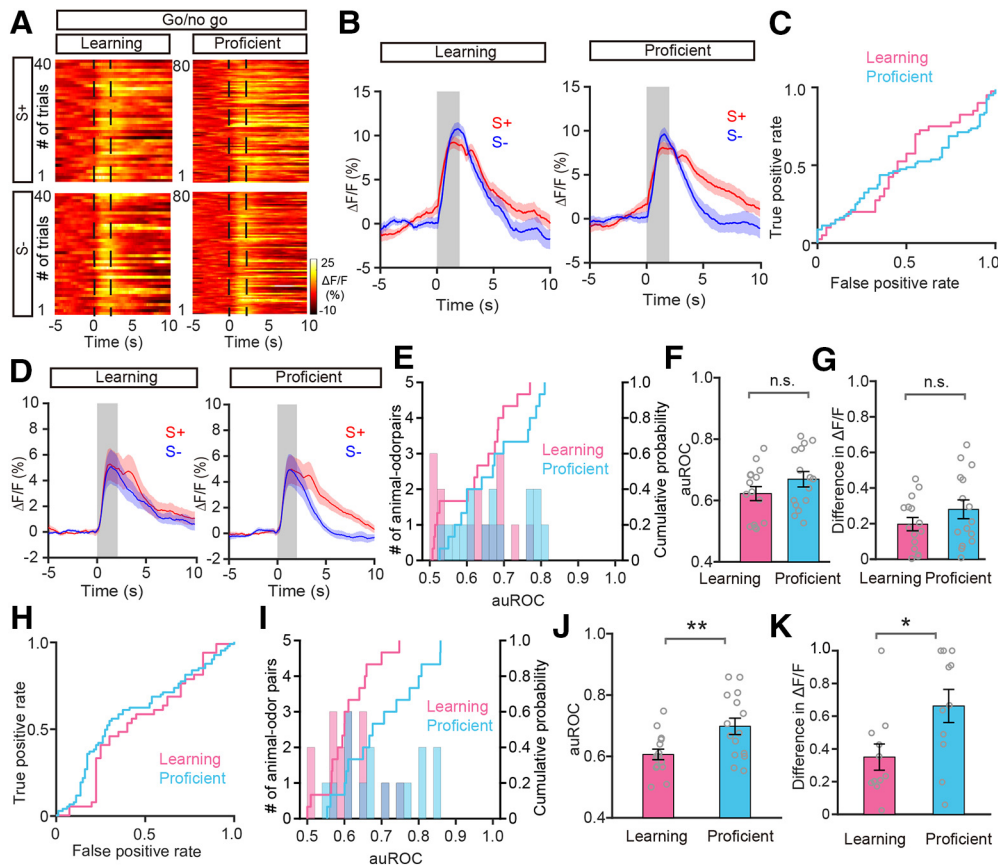 A
Go/no go
Learning
Proficient
S+
# of trials
40
1
80
1
S-
# of trials
40
1
80
1
25
ΔF/F
(%)
-10
-5 0 5 10
-5 0 5 10
Time (s)
Time (s)
B
Learning
Proficient
ΔF/F (%)
15
10
5
0
-5
S+
S-
-5 0 5 10
Time (s)
15
10
5
0
-5
S+
S-
-5 0 5 10
Time (s)
C
Learning
Proficient
True positive rate
1.0
0.5
0
0.5
1.0
False positive rate
D
Learning
Proficient
ΔF/F (%)
10
8
6
4
2
0
-2
S+
S-
-5 0 5 10
Time (s)
10
8
6
4
2
0
-2
S+
S-
-5 0 5 10
Time (s)
E
# of animal-odorpairs
5
4
3
2
1
0
Learning
Proficient
1.0
0.8
0.6
0.4
0.2
0
Cumulative probability
0.5 0.6 0.7 0.8 0.9 1.0
auROC
F
n.s.
auROC
1.0
0.8
0.6
0.4
Learning Proficient
G
n.s.
Difference in ΔF/F
1.0
0.8
0.6
0.4
0.2
0
Learning Proficient
H
True positive rate
1.0
0.5
0
Learning
Proficient
0 0.5 1.0
False positive rate
I
# of animal-odor pairs
5
4
3
2
1
0
Learning
Proficient
1.0
0.8
0.6
0.4
0.2
0
Cumulative probability
0.5 0.6 0.7 0.8 0.9 1.0
auROC
J
**
auROC
1.0
0.8
0.6
0.4
Learning Proficient
K
*
Difference in ΔF/F
1.0
0.8
0.6
0.4
0.2
0
Learning Proficient